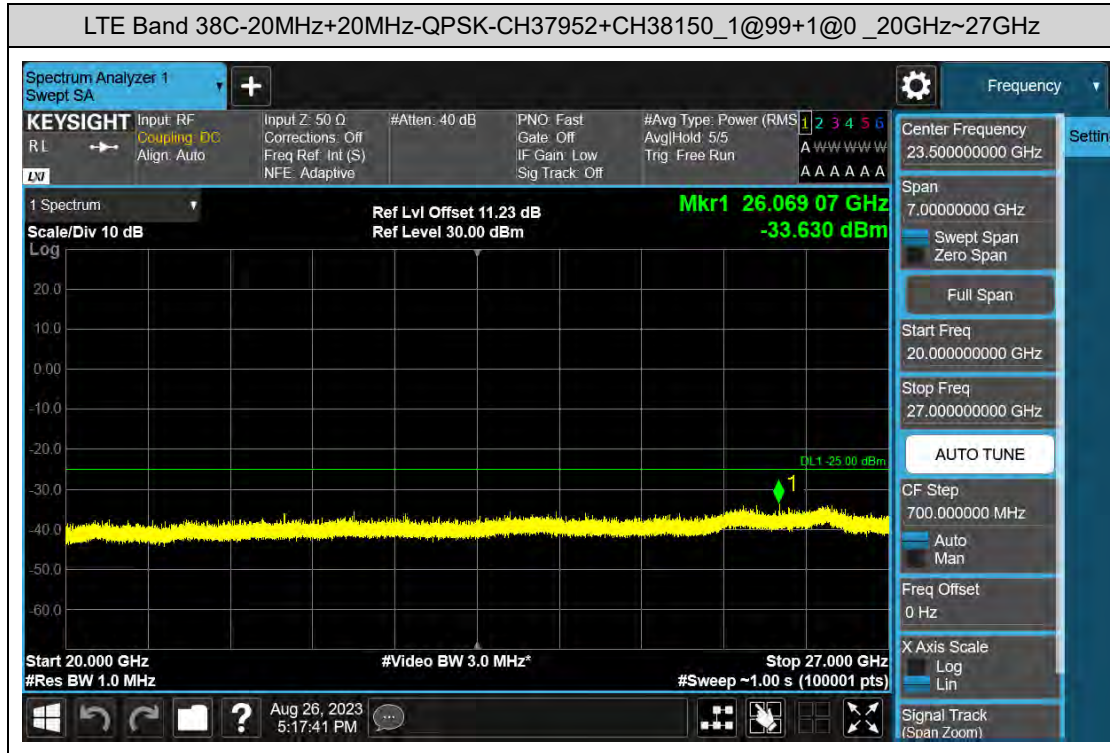 LTE Band 38C-20MHz+20MHz-QPSK-CH37952+CH38150_1@99+1@0 _20GHz~27GHz
Spectrum Analyzer 1
Swept SA
+
Frequency
KEYSIGHT
R L
LXI
Input: RF
Coupling: DC
Align: Auto
Input Z: 50 Ω
Corrections: Off
Freq Ref: Int (S)
NFE: Adaptive
#Atten: 40 dB
PNO: Fast
Gate: Off
IF Gain: Low
Sig Track: Off
#Avg Type: Power (RMS
Avg|Hold: 5/5
Trig: Free Run
1 2 3 4 5 6
A W W W W W
A A A A A A
1 Spectrum
Scale/Div 10 dB
Log
Ref Lvl Offset 11.23 dB
Ref Level 30.00 dBm
Mkr1 26.069 07 GHz
-33.630 dBm
20.0
10.0
0.00
-10.0
-20.0
-30.0
-40.0
-50.0
-60.0
DL1 -25.00 dBm
1
Start 20.000 GHz
#Res BW 1.0 MHz
#Video BW 3.0 MHz*
Stop 27.000 GHz
#Sweep ~1.00 s (100001 pts)
Center Frequency
23.500000000 GHz
Settin
Span
7.00000000 GHz
Swept Span
Zero Span
Full Span
Start Freq
20.000000000 GHz
Stop Freq
27.000000000 GHz
AUTO TUNE
CF Step
700.000000 MHz
Auto
Man
Freq Offset
0 Hz
X Axis Scale
Log
Lin
Signal Track
(Span Zoom)
?
Aug 26, 2023
5:17:41 PM